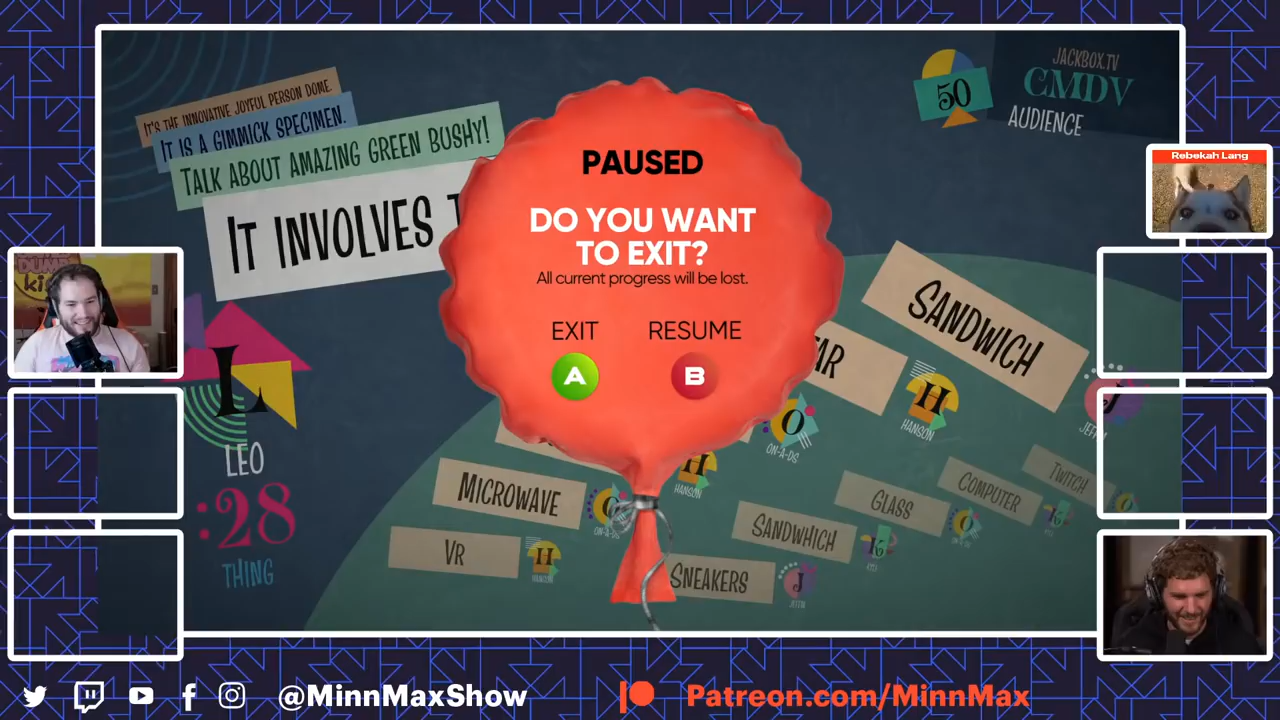 JACKBOX.TV
CMDV
AUDIENCE
50
IT'S THE INNOVATIVE JOYFUL PERSON DOME.
IT IS A GIMMICK SPECIMEN.
TALK ABOUT AMAZING GREEN BUSHY!
IT INVOLVES
PAUSED
DO YOU WANT
TO EXIT?
All current progress will be lost.
EXIT
RESUME
A
B
Rebekah Lang
SANDWICH
HANSON
H
J
L
LEO
:28
THING
O
ON-A-DS
MICROWAVE
H
HANSON
GLASS
COMPUTER
TWITCH
VR
H
HANSON
SANDWHICH
SNEAKERS
J
@MinnMaxShow
Patreon.com/MinnMax